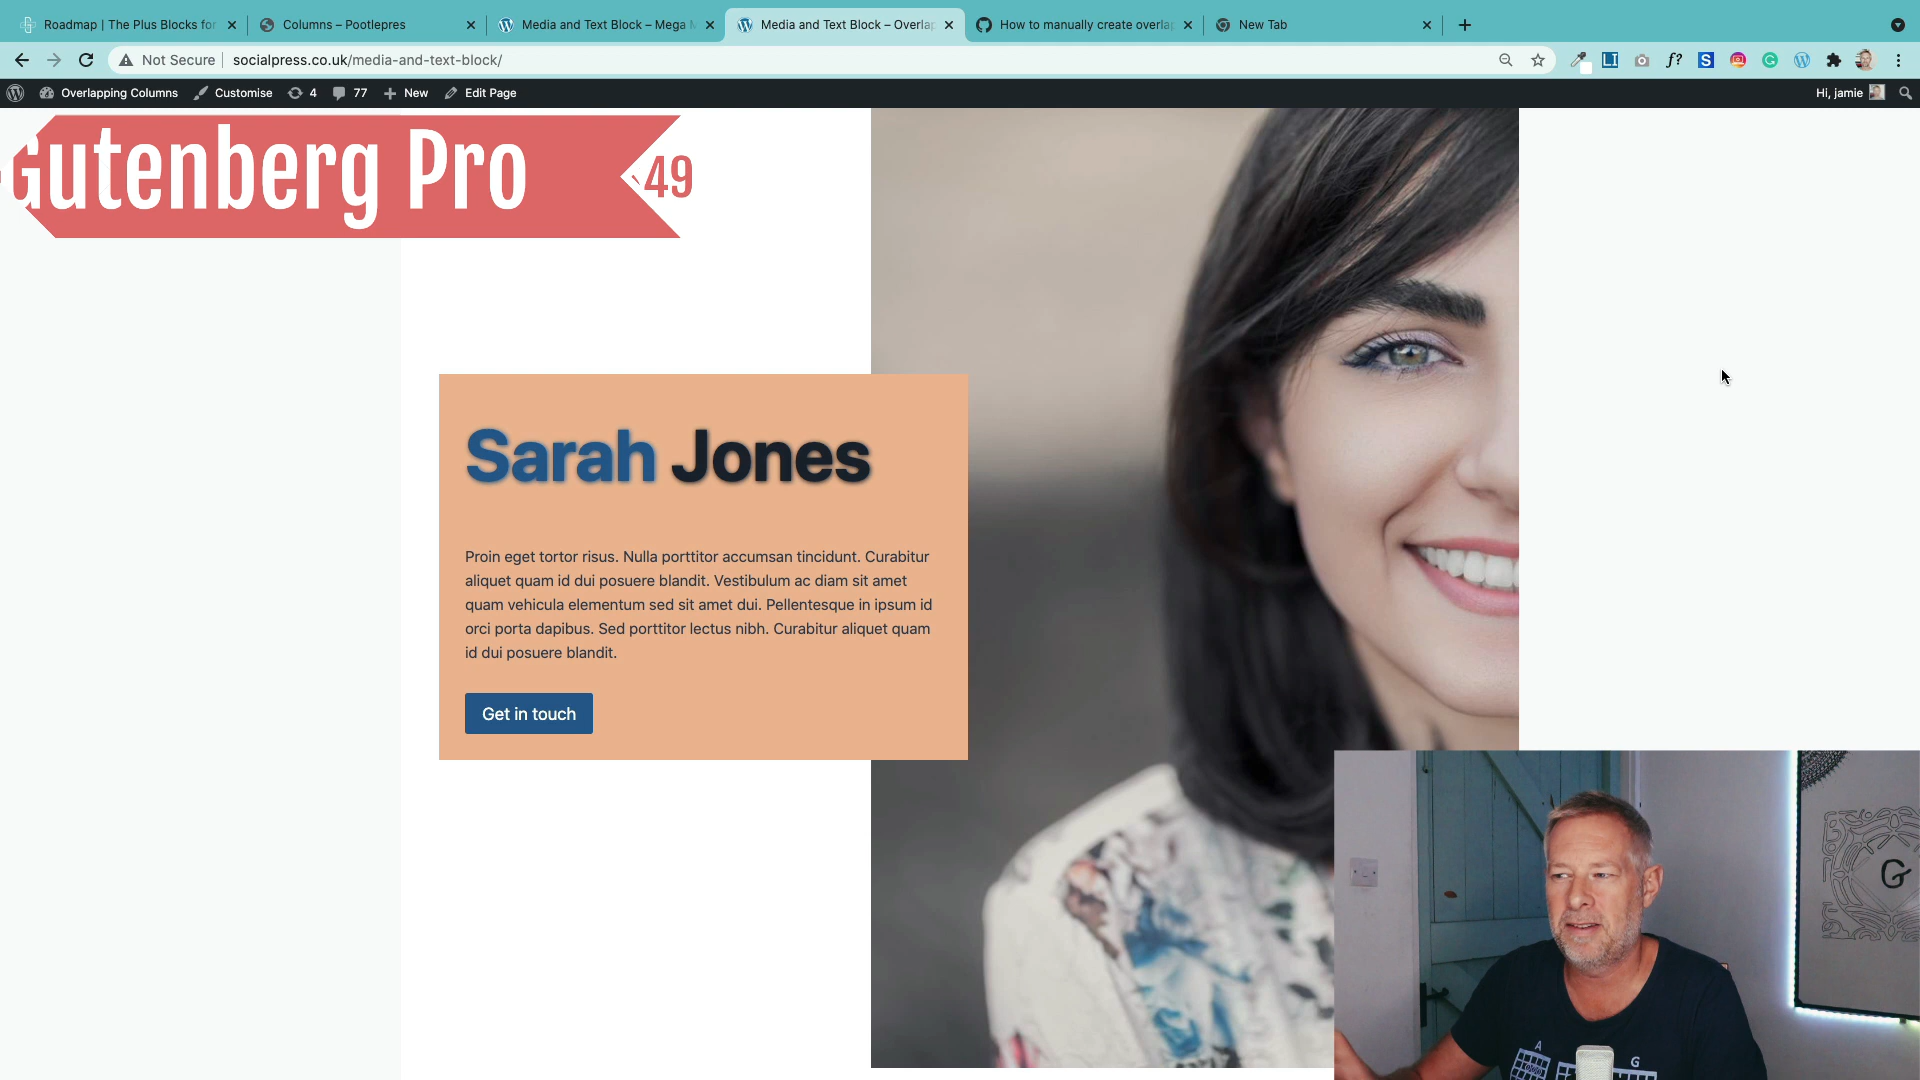 Roadmap | The Plus Blocks for
Columns – Pootlepres
Media and Text Block – Mega M
Media and Text Block – Overlap
How to manually create overla
New Tab
Not Secure
socialpress.co.uk/media-and-text-block/
Overlapping Columns
Customise
4
77
New
Edit Page
Hi, jamie
Gutenberg Pro
49
Sarah Jones
Proin eget tortor risus. Nulla porttitor accumsan tincidunt. Curabitur
aliquet quam id dui posuere blandit. Vestibulum ac diam sit amet
quam vehicula elementum sed sit amet dui. Pellentesque in ipsum id
orci porta dapibus. Sed porttitor lectus nibh. Curabitur aliquet quam
id dui posuere blandit.
Get in touch
G
A
G